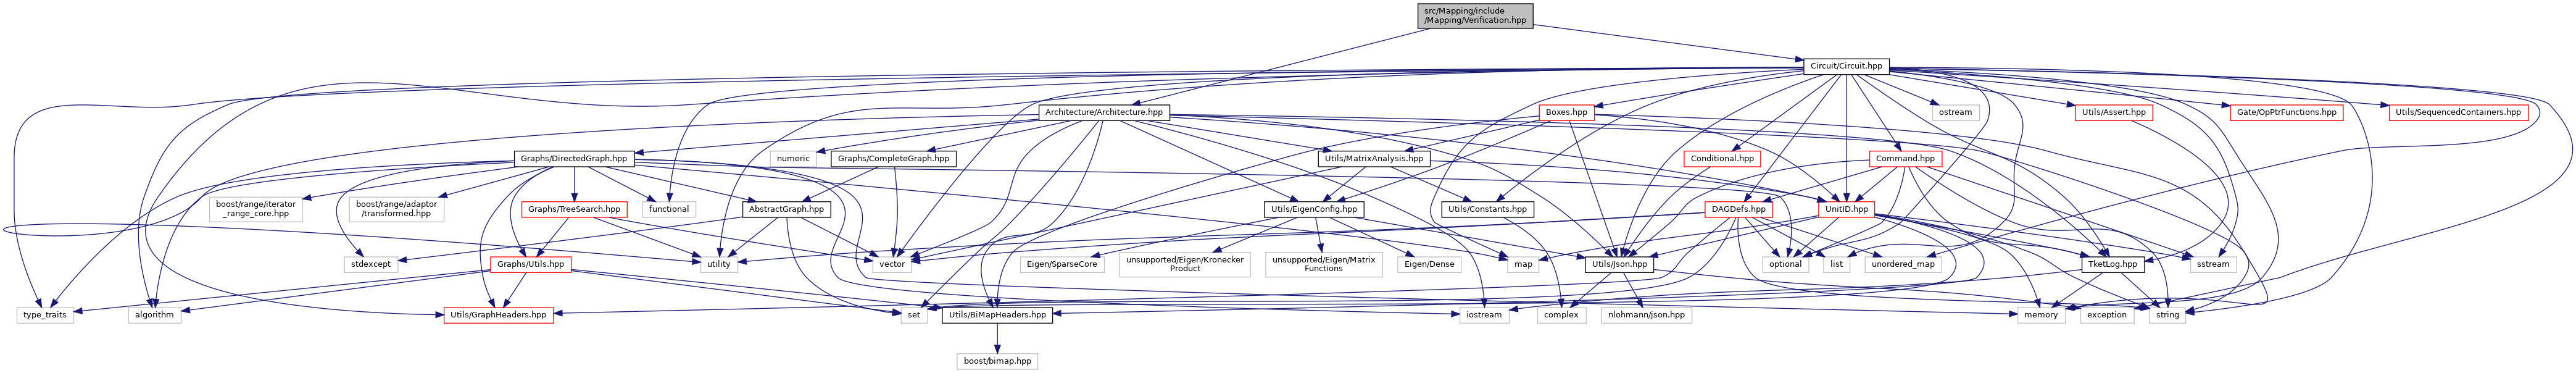 src/Mapping/include
/Mapping/Verification.hpp
Circuit/Circuit.hpp
Architecture/Architecture.hpp
Boxes.hpp
ostream
Utils/Assert.hpp
Gate/OpPtrFunctions.hpp
Utils/SequencedContainers.hpp
Graphs/DirectedGraph.hpp
numeric
Graphs/CompleteGraph.hpp
Utils/MatrixAnalysis.hpp
Conditional.hpp
Command.hpp
boost/range/iterator
_range_core.hpp
boost/range/adaptor
/transformed.hpp
Graphs/TreeSearch.hpp
functional
AbstractGraph.hpp
Utils/EigenConfig.hpp
Utils/Constants.hpp
DAGDefs.hpp
UnitID.hpp
stdexcept
Graphs/Utils.hpp
utility
vector
Eigen/SparseCore
unsupported/Eigen/Kronecker
Product
unsupported/Eigen/Matrix
Functions
Eigen/Dense
map
Utils/Json.hpp
optional
list
unordered_map
TketLog.hpp
sstream
type_traits
algorithm
Utils/GraphHeaders.hpp
set
Utils/BiMapHeaders.hpp
iostream
complex
nlohmann/json.hpp
memory
exception
string
boost/bimap.hpp